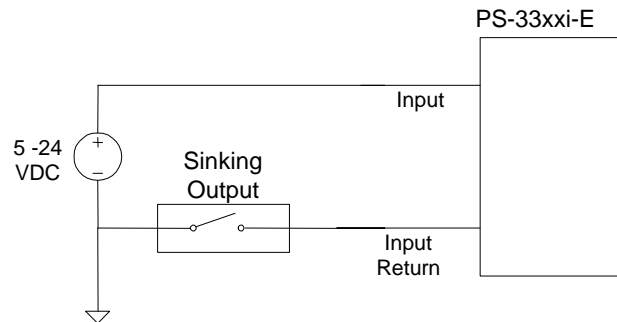 PS-33xxi-E
Input
5 -24
VDC
+
−
Sinking
Output
Input
Return